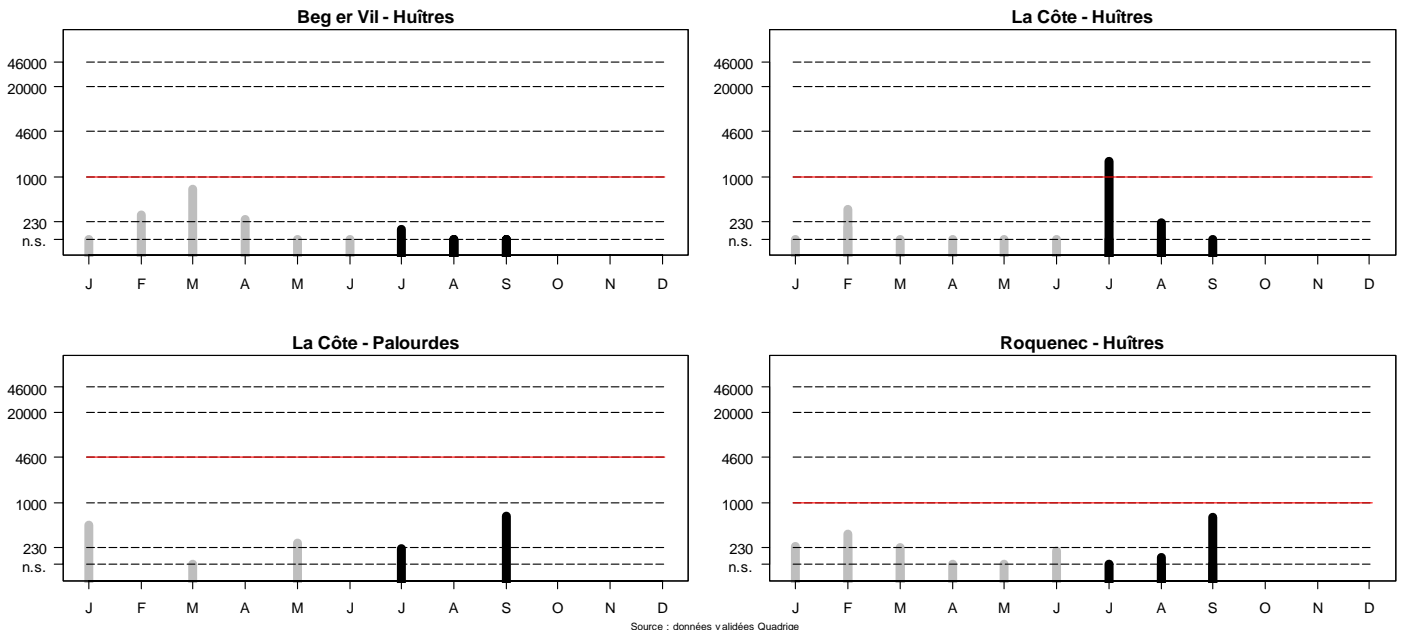 Beg er Vil - Huîtres
46000
20000
4600
1000
230
n.s.
J F M A M J J A S O N D
La Côte - Huîtres
46000
20000
4600
1000
230
n.s.
J F M A M J J A S O N D
La Côte - Palourdes
46000
20000
4600
1000
230
n.s.
J F M A M J J A S O N D
Roquenec - Huîtres
46000
20000
4600
1000
230
n.s.
J F M A M J J A S O N D
Source : données validées Quadrige